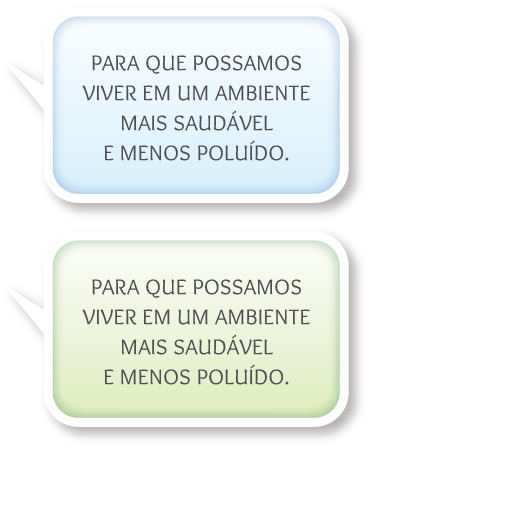 PARA QUE POSSAMOS
VIVER EM UM AMBIENTE
MAIS SAUDÁVEL
E MENOS POLUÍDO.
PARA QUE POSSAMOS
VIVER EM UM AMBIENTE
MAIS SAUDÁVEL
E MENOS POLUÍDO.